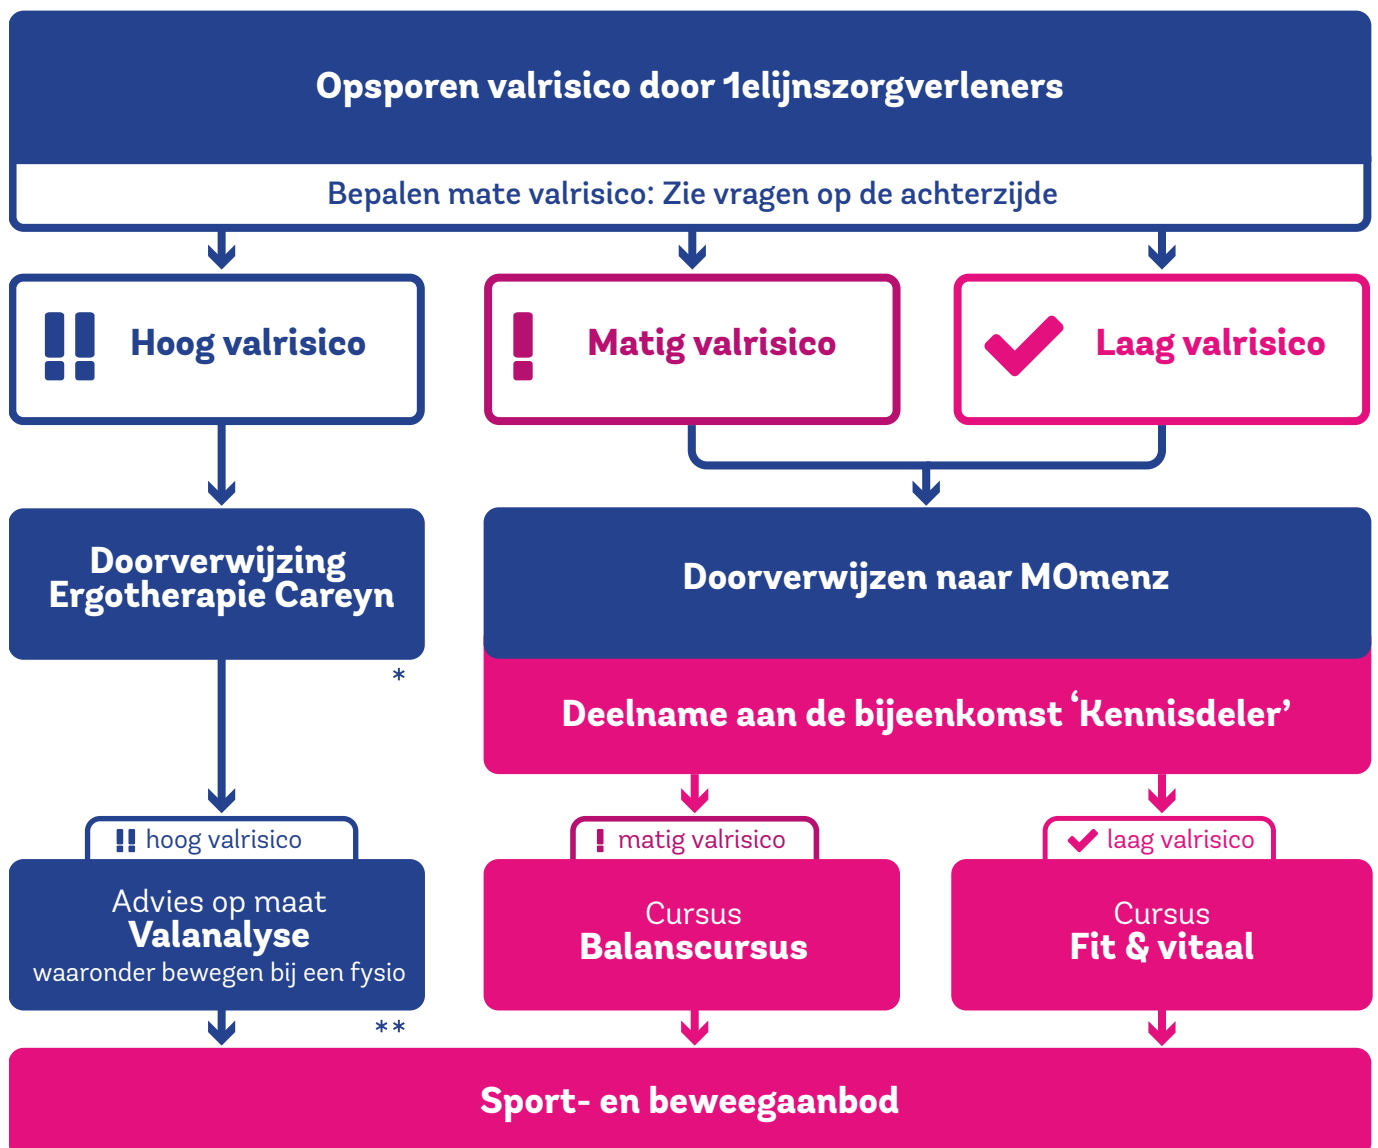 Opsporen valrisico door 1elijnszorgverleners
Bepalen mate valrisico: Zie vragen op de achterzijde
!! Hoog valrisico
! Matig valrisico
Laag valrisico
Doorverwijzing
Ergotherapie Careyn
*
Doorverwijzen naar MOmenz
Deelname aan de bijeenkomst ‘Kennisdeler’
!! hoog valrisico
Advies op maat
Valanalyse
waaronder bewegen bij een fysio
**
! matig valrisico
Cursus
Balanscursus
laag valrisico
Cursus
Fit & vitaal
Sport- en beweegaanbod